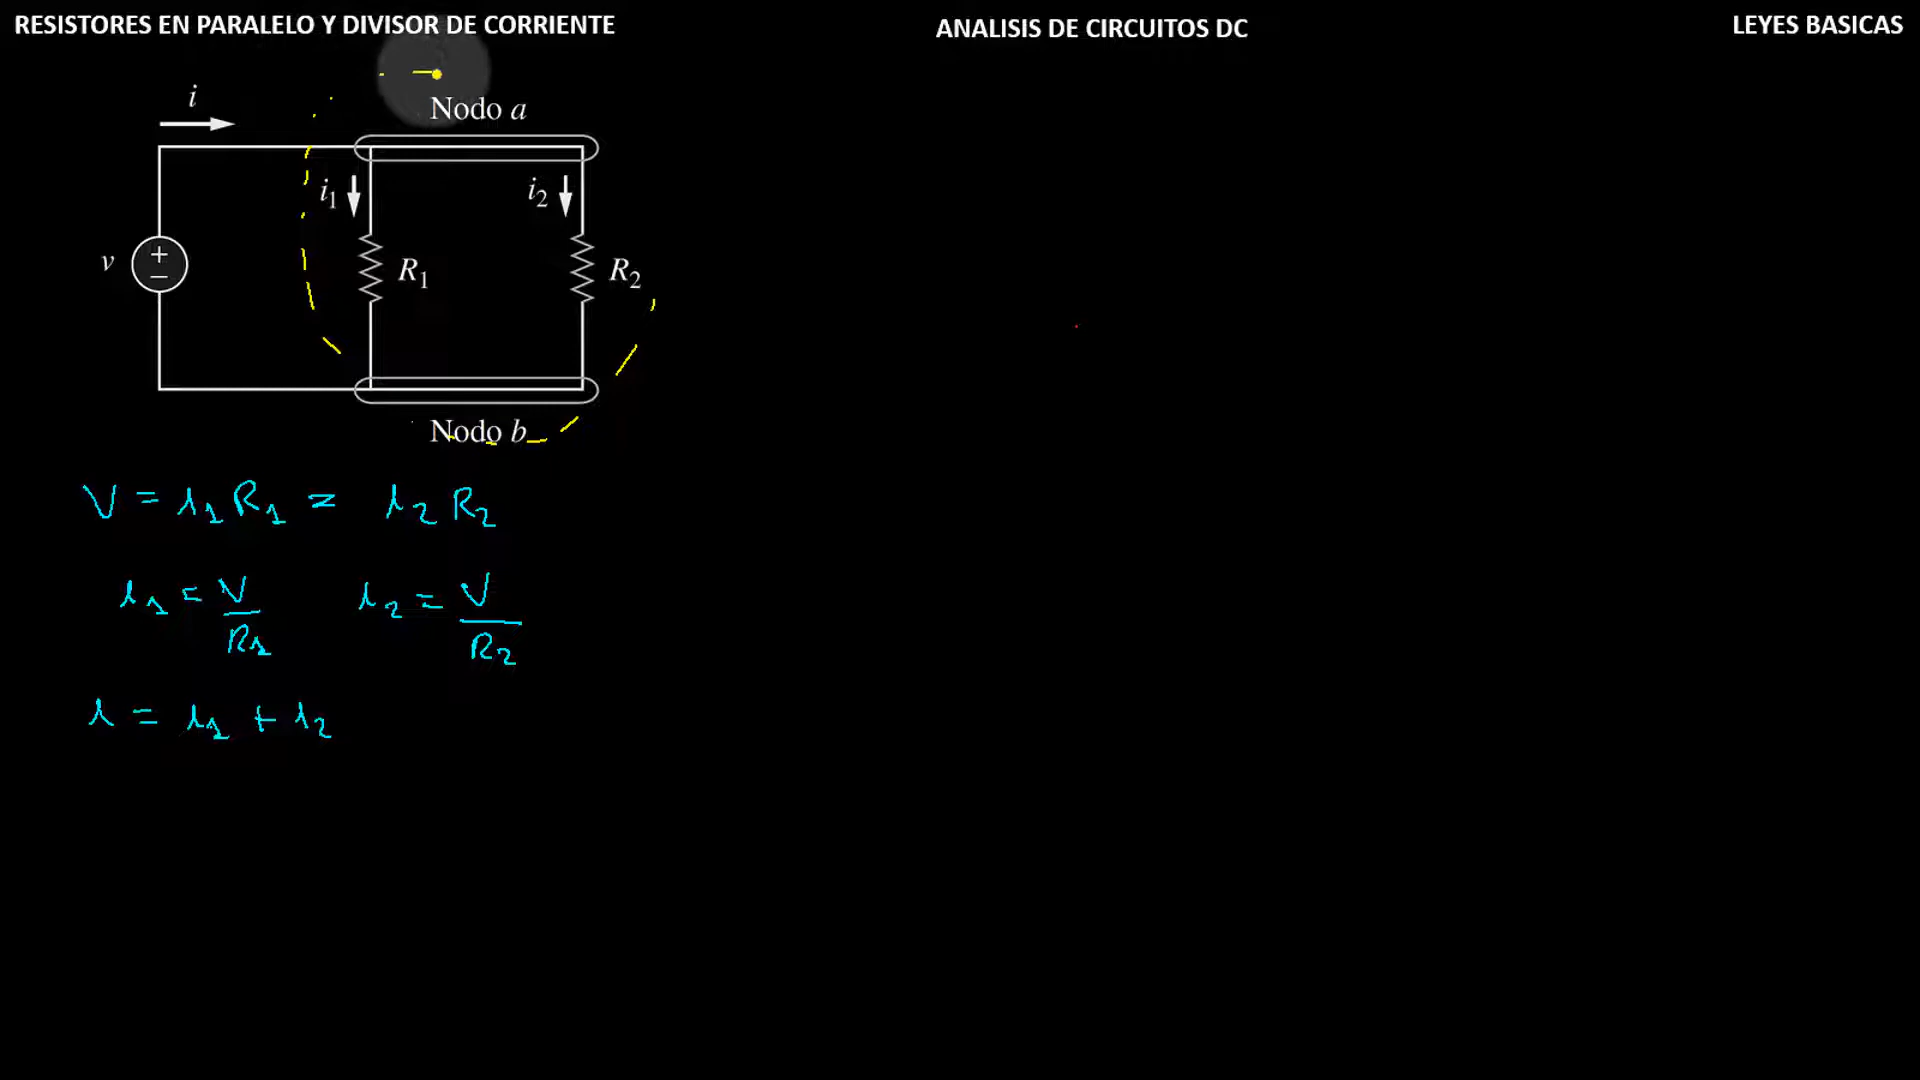 RESISTORES EN PARALELO Y DIVISOR DE CORRIENTE
ANALISIS DE CIRCUITOS DC
LEYES BASICAS
i
Nodo a
i1
i2
v
+
−
R1
R2
Nodo b
V = i1 R1 = i2 R2
i1 = V/R1 i2 = V/R2
i = i1 + i2